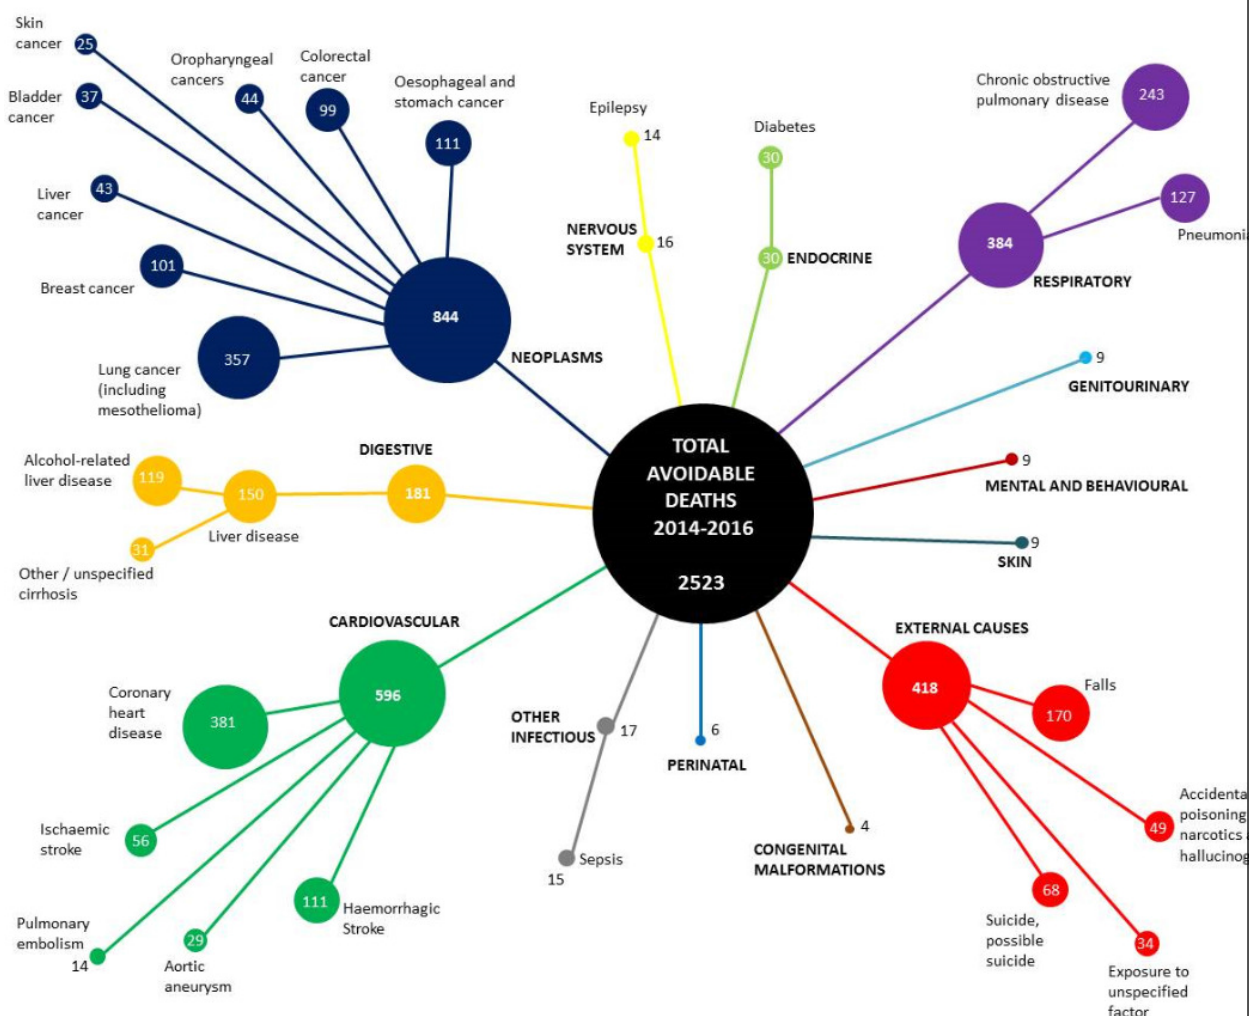 Skin
cancer
25
Bladder
cancer
37
Oropharyngeal
cancers
44
Colorectal
cancer
99
Oesophageal and
stomach cancer
111
Liver
cancer
43
Breast cancer
101
Lung cancer
(including
mesothelioma)
357
844
NEOPLASMS
Epilepsy
14
NERVOUS
SYSTEM
16
Diabetes
30
30
ENDOCRINE
Chronic obstructive
pulmonary disease
243
127
Pneumonia
384
RESPIRATORY
9
GENITOURINARY
9
MENTAL AND BEHAVIOURAL
9
SKIN
TOTAL
AVOIDABLE
DEATHS
2014-2016
2523
DIGESTIVE
181
Alcohol-related
liver disease
119
150
Liver disease
31
Other / unspecified
cirrhosis
CARDIOVASCULAR
596
Coronary
heart
disease
381
Ischaemic
stroke
56
Pulmonary
embolism
14
29
Aortic
aneurysm
111
Haemorrhagic
Stroke
OTHER
INFECTIOUS
17
Sepsis
15
6
PERINATAL
4
CONGENITAL
MALFORMATIONS
EXTERNAL CAUSES
418
Falls
170
Accidenta
poisoning
narcotics
hallucinog
49
68
Suicide,
possible
suicide
34
Exposure to
unspecified
factor